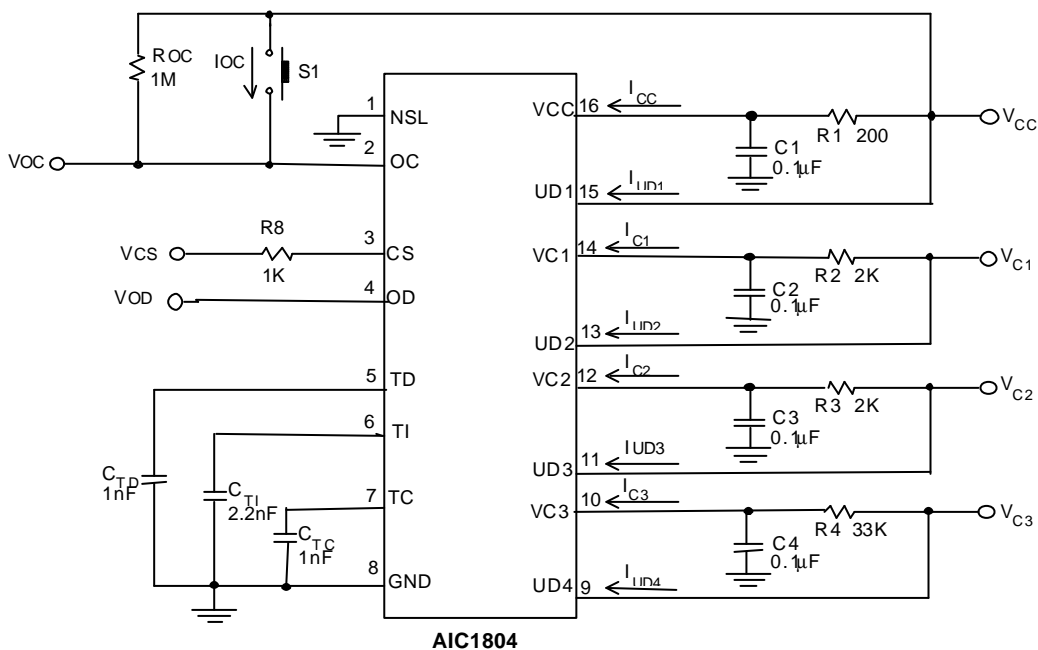 ROC
1M
IOC
S1
VOC
1
NSL
2
OC
R8
VCS
1K
3
CS
VOD
4
OD
5
TD
6
TI
7
TC
8
GND
CTD
1nF
CTI
2.2nF
CTC
1nF
VCC
16
ICC
R1 200
VCC
C1
0.1µF
UD1
15
IUD1
VC1
14
IC1
R2 2K
VC1
C2
0.1µF
UD2
13
IUD2
VC2
12
IC2
R3 2K
VC2
C3
0.1µF
UD3
11
IUD3
VC3
10
IC3
R4 33K
VC3
C4
0.1µF
UD4
9
IUD4
AIC1804